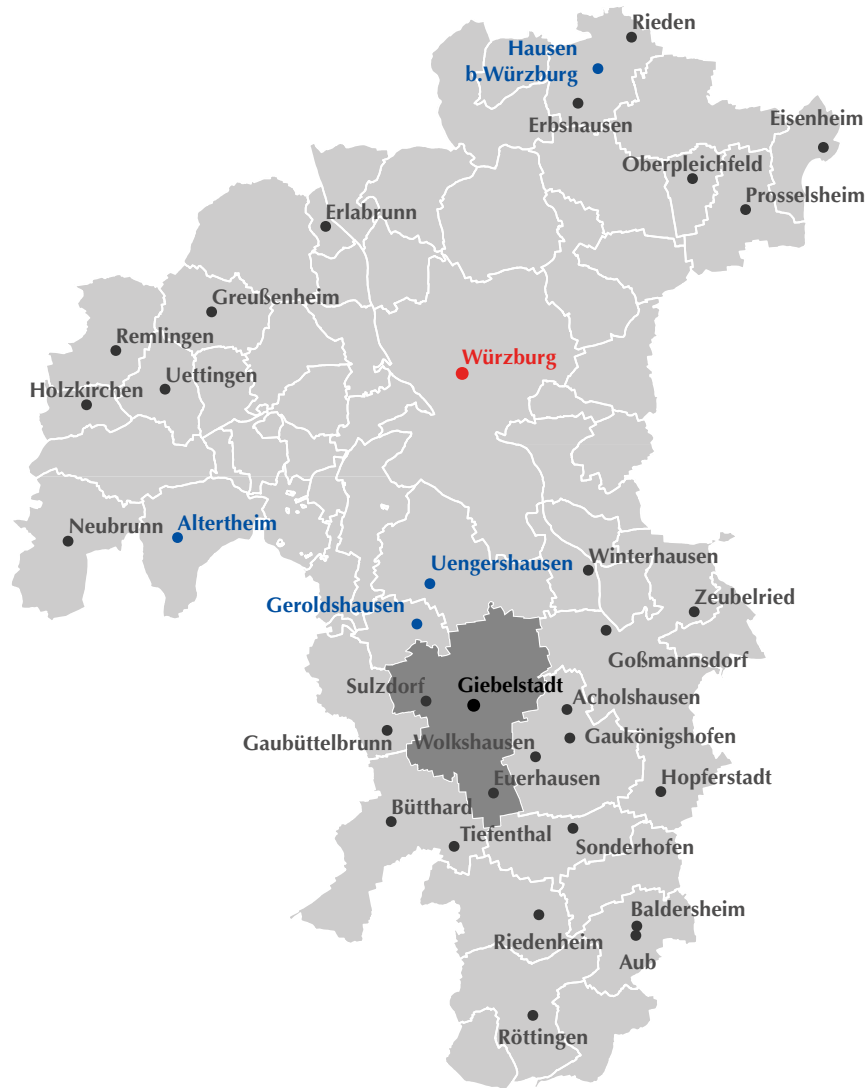 Rieden
Hausen
b.Würzburg
Erbshausen
Eisenheim
Oberpleichfeld
Prosselsheim
Erlabrunn
Greußenheim
Remlingen
Würzburg
Uettingen
Holzkirchen
Altertheim
Neubrunn
Uengershausen
Winterhausen
Zeubelried
Geroldshausen
Goßmannsdorf
Sulzdorf
Giebelstadt
Acholshausen
Gaubüttelbrunn
Wolkshausen
Gaukönigshofen
Euerhausen
Hopferstadt
Bütthard
Tiefenthal
Sonderhofen
Baldersheim
Riedenheim
Aub
Röttingen